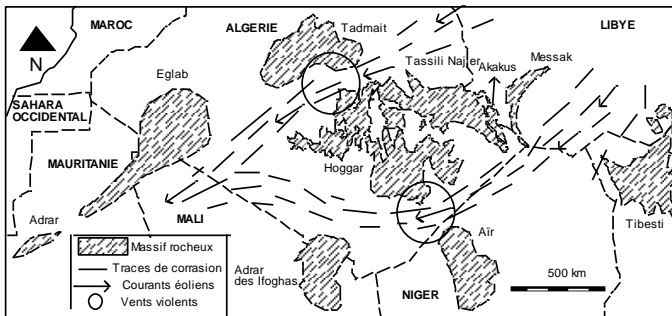 MAROC
ALGERIE
Tadmait
LIBYE
N
Eglab
Tassili Najjer
Akakus
Messak
SAHARA
OCCIDENTAL
MAURITANIE
Hoggar
Adrar
MALI
Tibesti
Massif rocheux
Traces de corrasion
Courants éoliens
Vents violents
Adrar
des Ifoghas
Aïr
NIGER
500 km